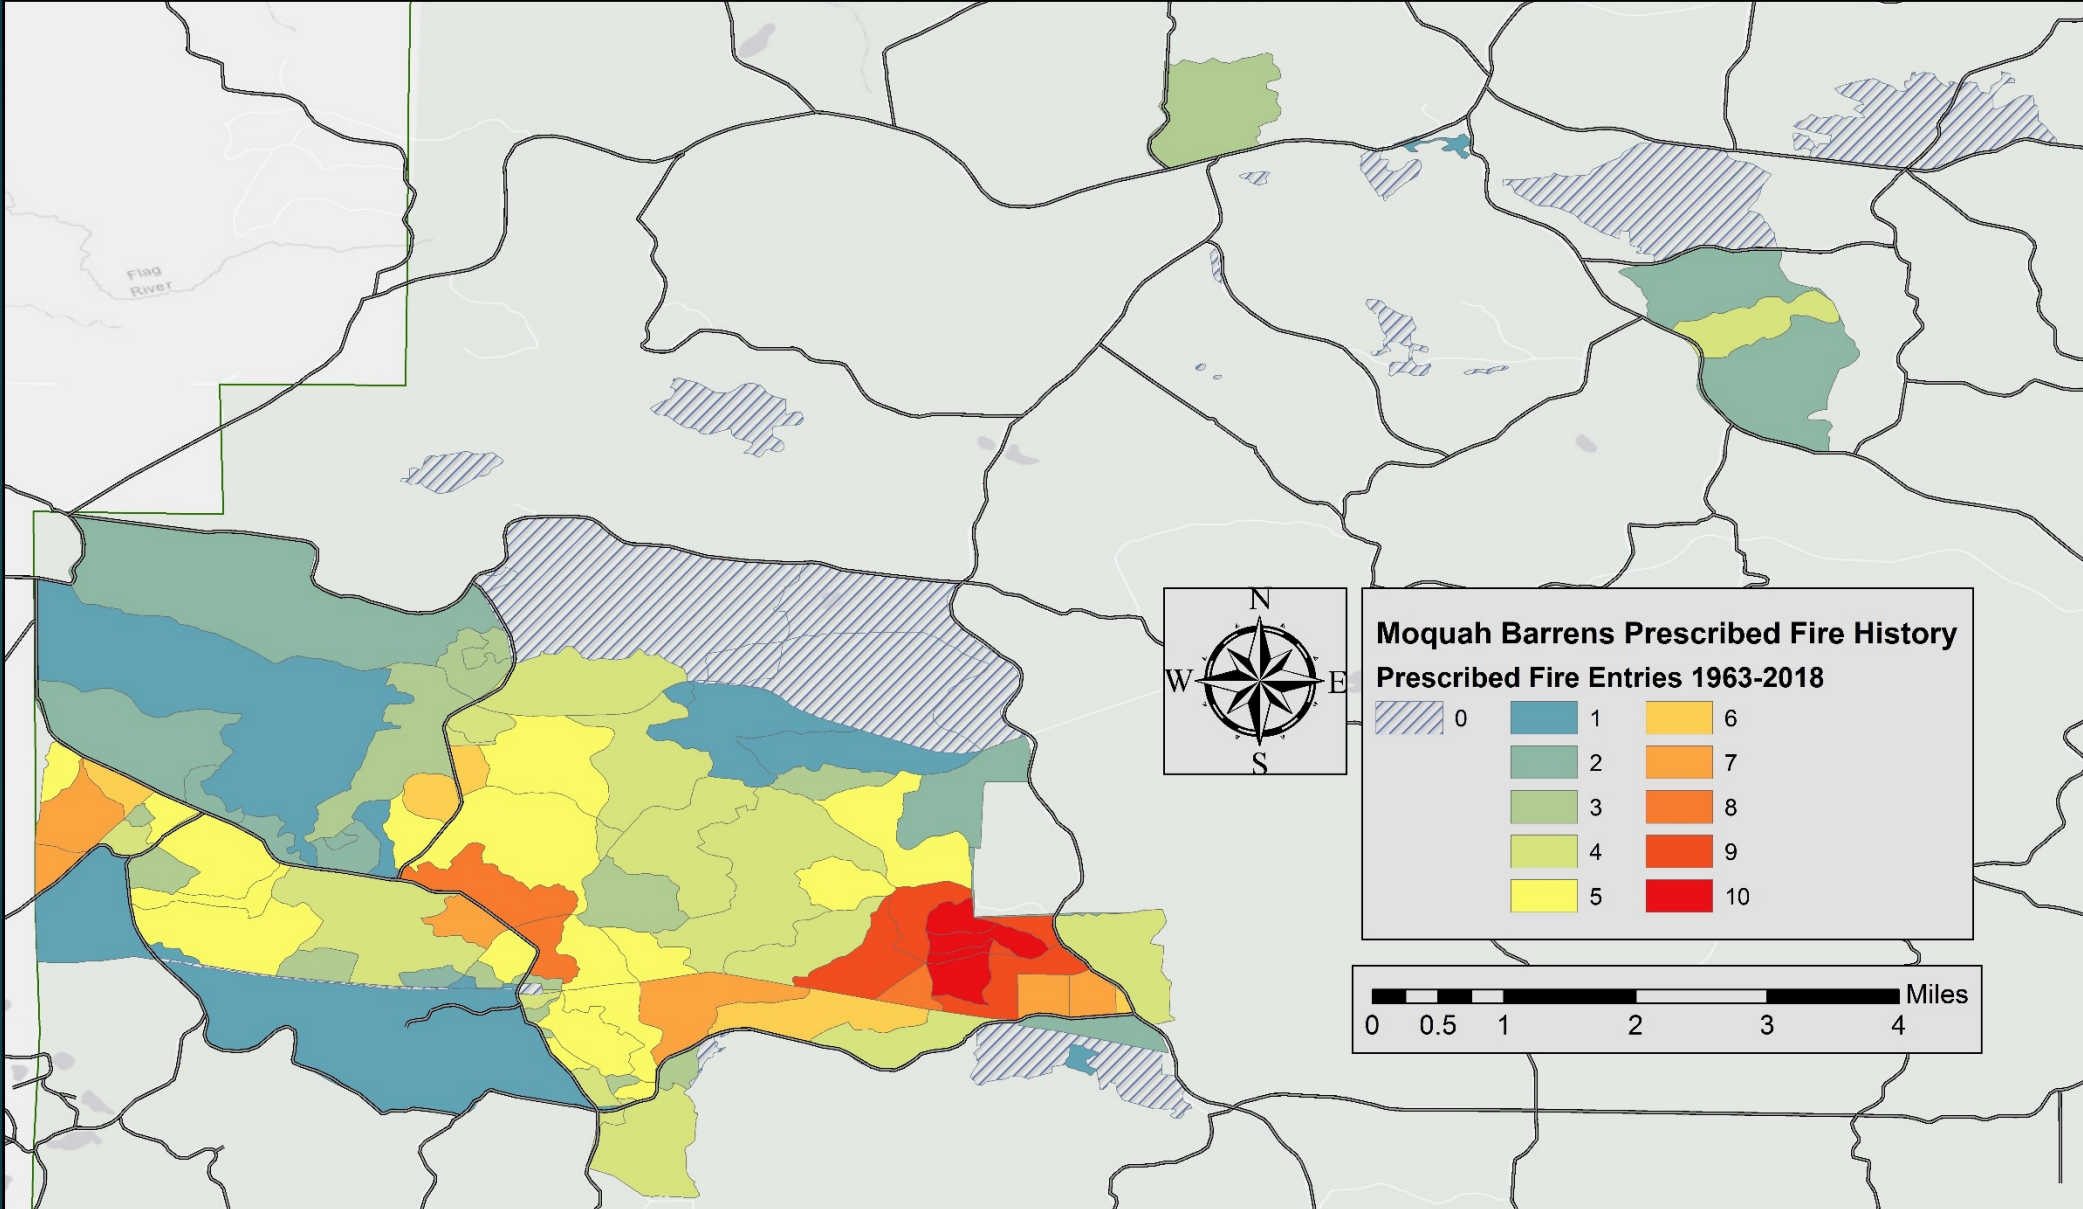 Flag
River
N
W E
S
Moquah Barrens Prescribed Fire History
Prescribed Fire Entries 1963-2018
0 1 6
2 7
3 8
4 9
5 10
Miles
0 0.5 1 2 3 4